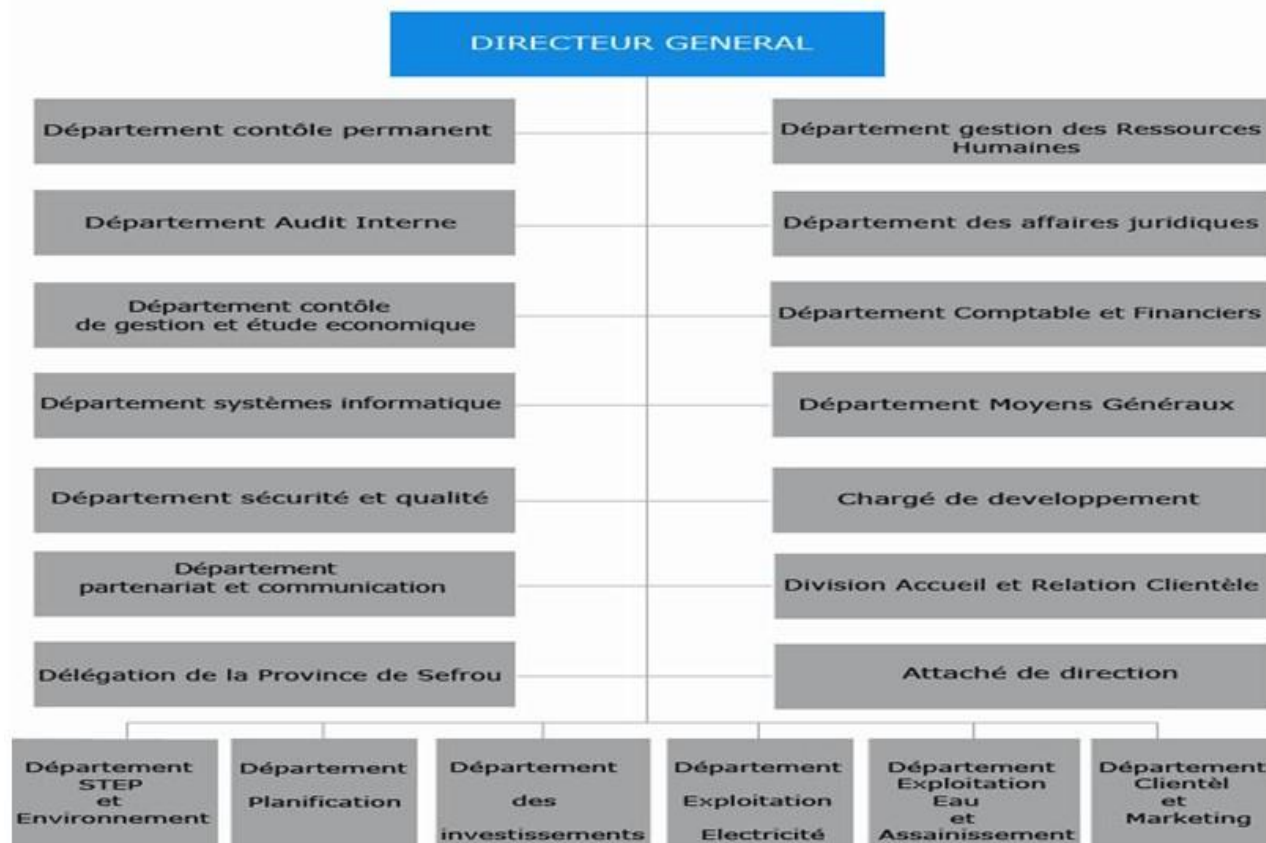 DIRECTEUR GENERAL
Département contôle permanent
Département gestion des Ressources
Humaines
Département Audit Interne
Département des affaires juridiques
Département contôle
de gestion et étude economique
Département Comptable et Financiers
Département systèmes informatique
Département Moyens Généraux
Département sécurité et qualité
Chargé de developpement
Département
partenariat et communication
Division Accueil et Relation Clientèle
Délégation de la Province de Sefrou
Attaché de direction
Département
STEP
et
Environnement
Département
Planification
Département
des
investissements
Département
Exploitation
Electricité
Département
Exploitation
Eau
et
Assainissement
Département
Clientèl
et
Marketing